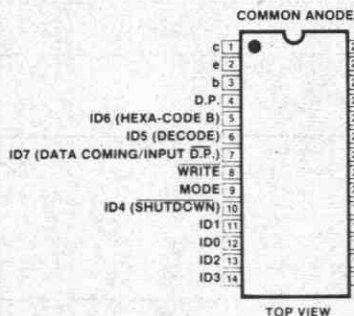 COMMON ANODE
c 1
e 2
b 3
D.P. 4
ID6 (HEXA-CODE B) 5
ID5 (DECODE) 6
ID7 (DATA COMING/INPUT D.P.) 7
WRITE 8
MODE 9
ID4 (SHUTDOWN) 10
ID1 11
ID0 12
ID2 13
ID3 14
TOP VIEW